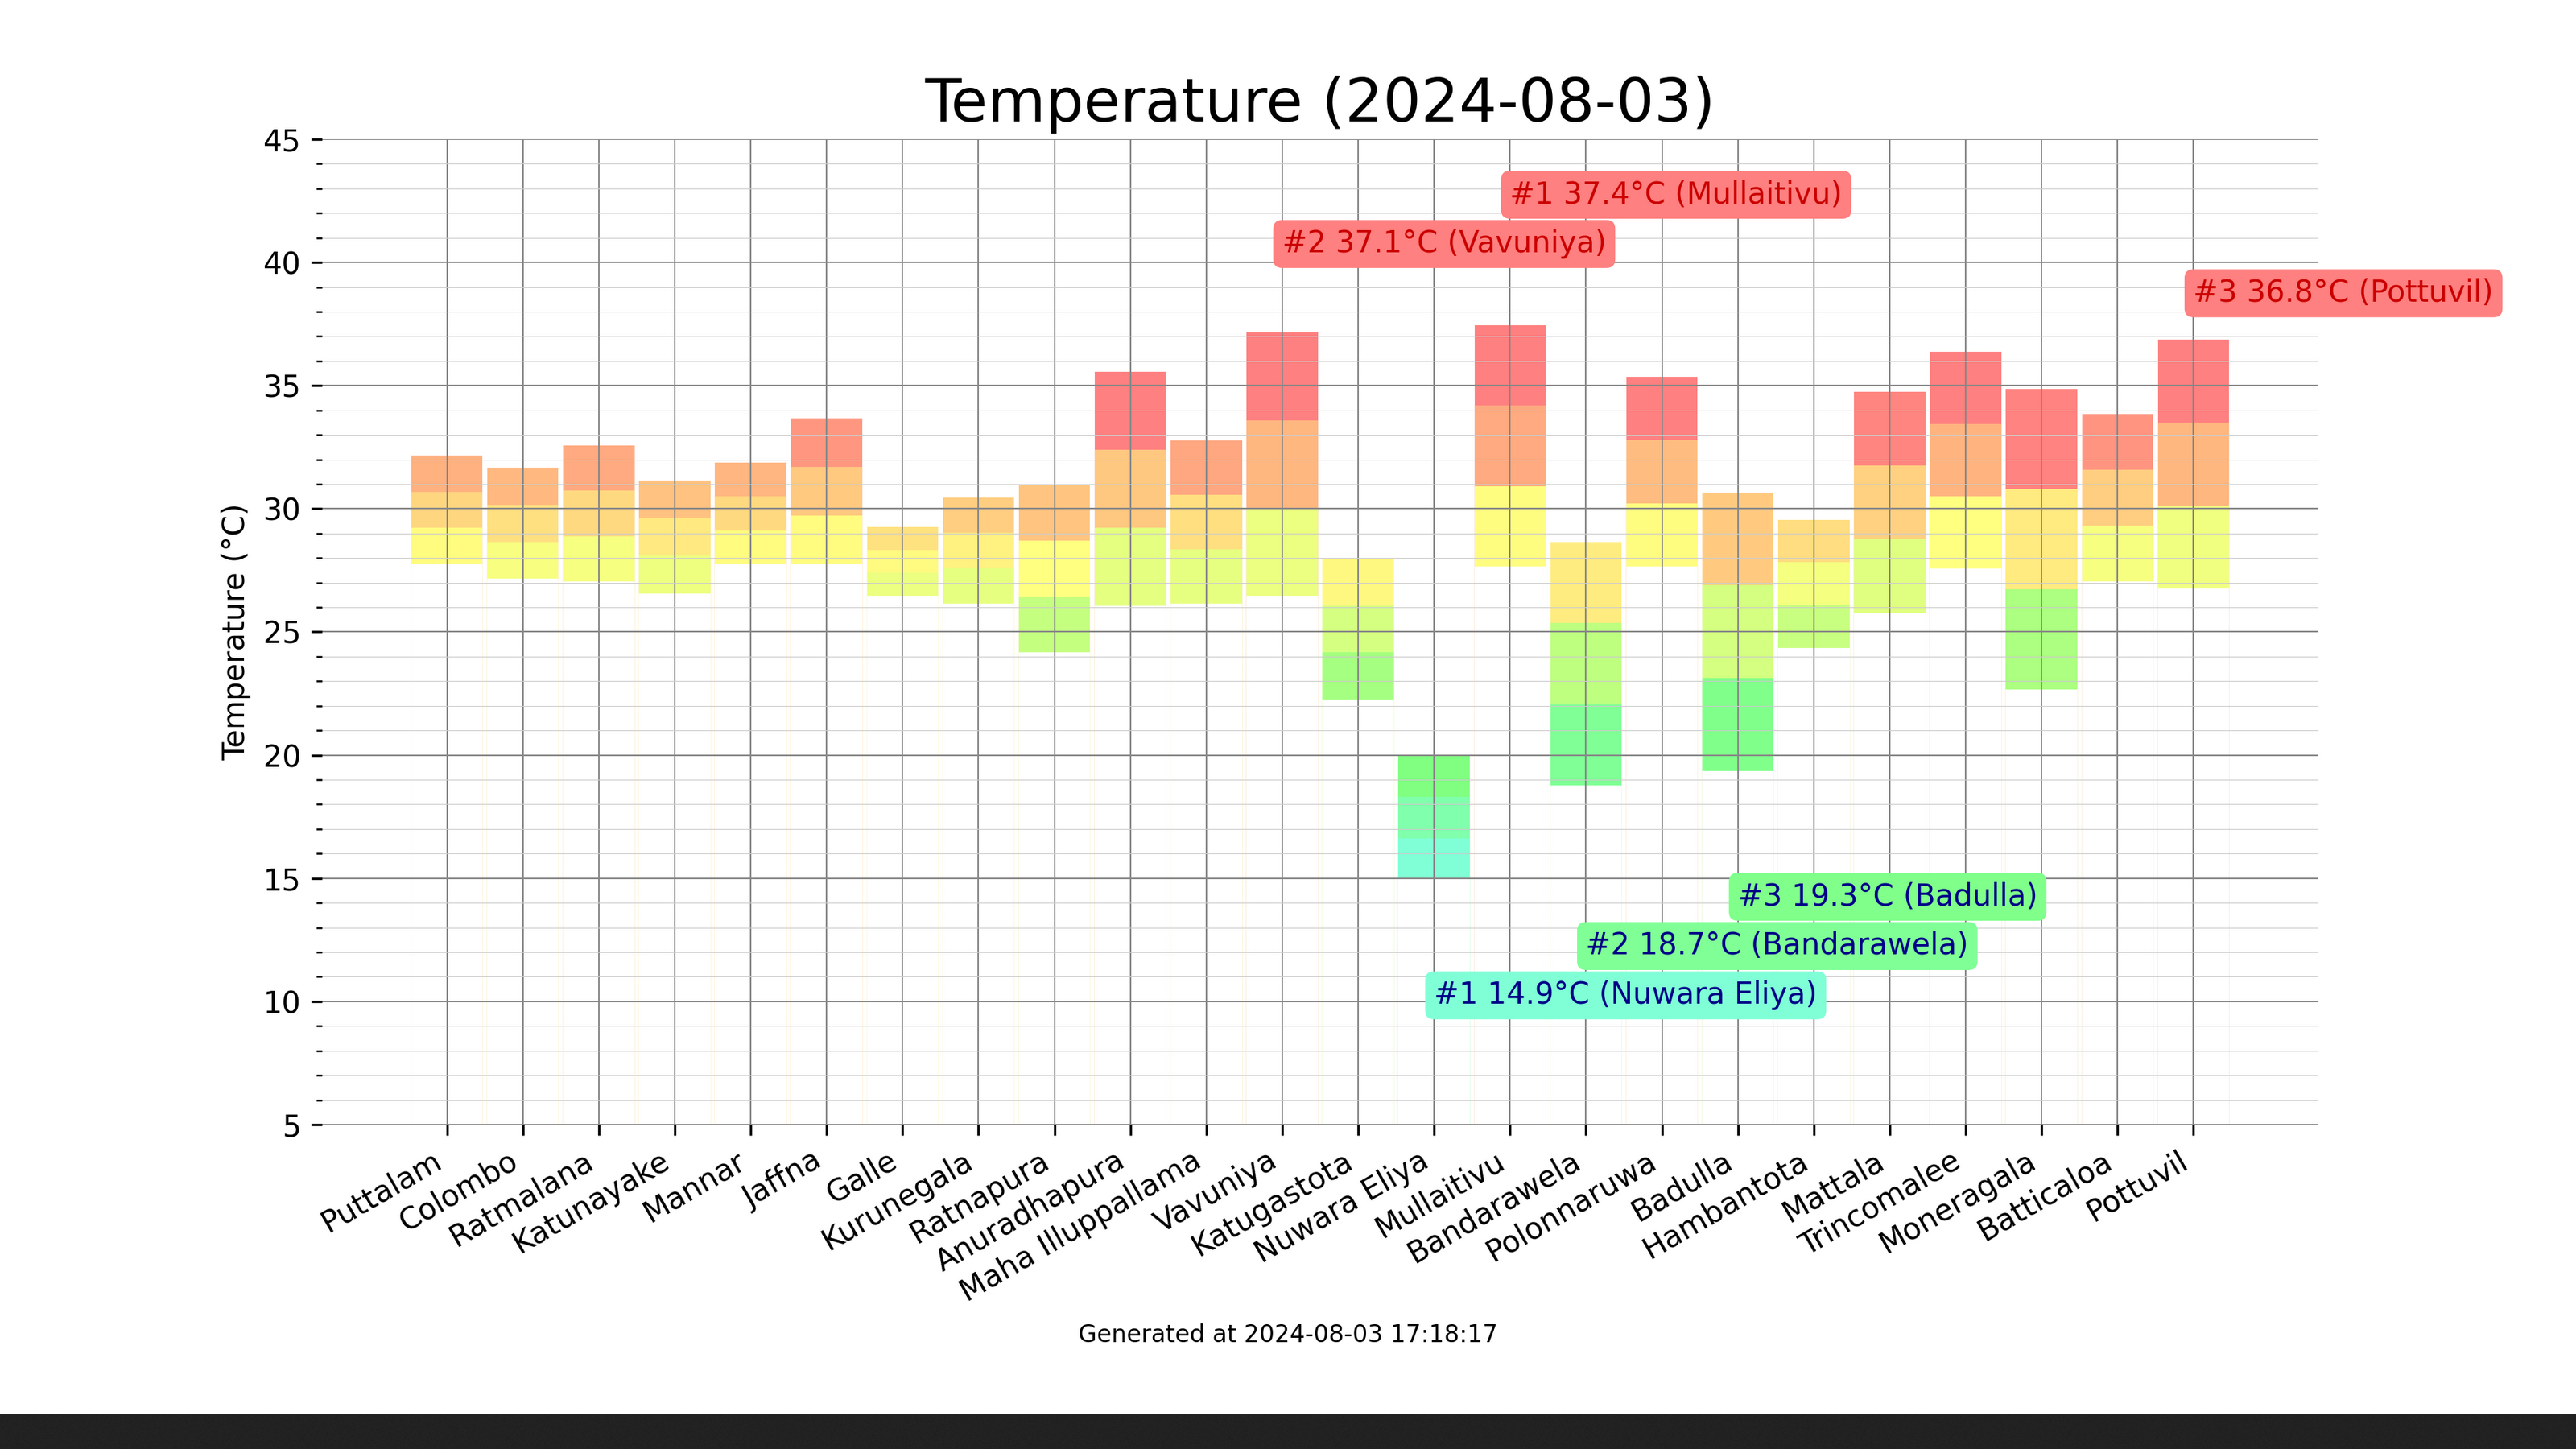 Temperature (2024-08-03)
45
40
35
30
25
20
15
10
5
Temperature (°C)
#1 37.4°C (Mullaitivu)
#2 37.1°C (Vavuniya)
#3 36.8°C (Pottuvil)
#3 19.3°C (Badulla)
#2 18.7°C (Bandarawela)
#1 14.9°C (Nuwara Eliya)
Puttalam
Colombo
Ratmalana
Katunayake
Mannar
Jaffna
Galle
Kurunegala
Ratnapura
Anuradhapura
Maha Illuppallama
Vavuniya
Katugastota
Nuwara Eliya
Mullaitivu
Bandarawela
Polonnaruwa
Badulla
Hambantota
Mattala
Trincomalee
Moneragala
Batticaloa
Pottuvil
Generated at 2024-08-03 17:18:17